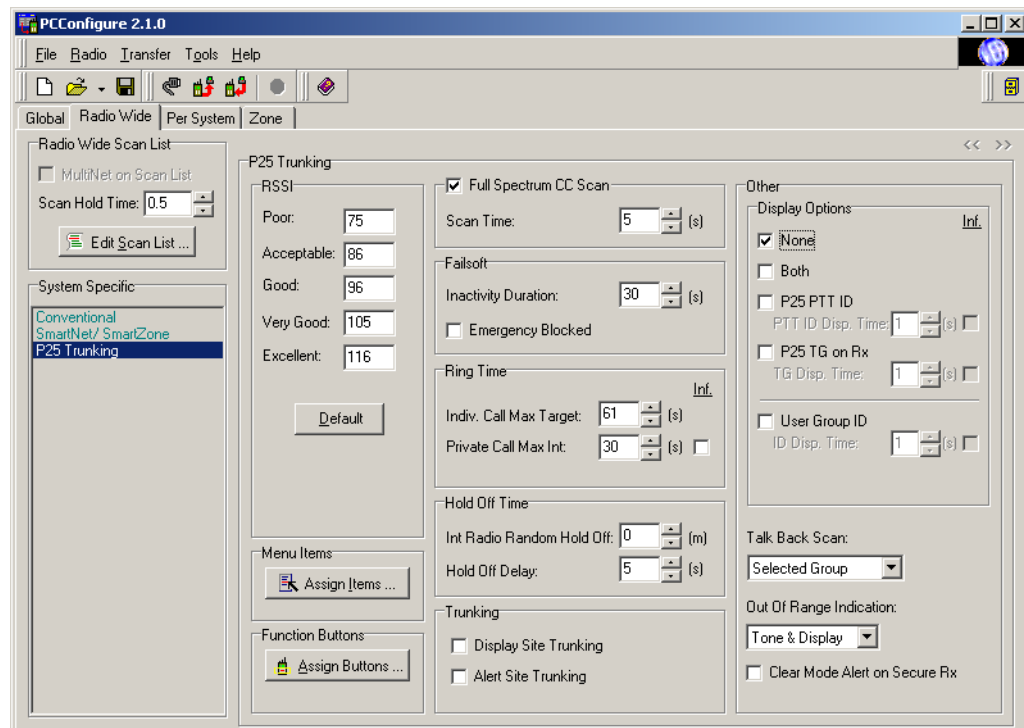 PCConfigure 2.1.0
File Radio Transfer Tools Help
Global Radio Wide Per System Zone
Radio Wide Scan List
MultiNet on Scan List
Scan Hold Time: 0.5
Edit Scan List ...
System Specific
Conventional
SmartNet/ SmartZone
P25 Trunking
<< >>
P25 Trunking
RSSI
Poor: 75
Acceptable: 86
Good: 96
Very Good: 105
Excellent: 116
Default
Menu Items
Assign Items ...
Function Buttons
Assign Buttons ...
Full Spectrum CC Scan
Scan Time: 5 (s)
Failsoft
Inactivity Duration: 30 (s)
Emergency Blocked
Ring Time
Inf.
Indiv. Call Max Target: 61 (s)
Private Call Max Int: 30 (s)
Hold Off Time
Int Radio Random Hold Off: 0 (m)
Hold Off Delay: 5 (s)
Trunking
Display Site Trunking
Alert Site Trunking
Other
Display Options
Inf.
None
Both
P25 PTT ID
PTT ID Disp. Time: 1 (s)
P25 TG on Rx
TG Disp. Time: 1 (s)
User Group ID
ID Disp. Time: 1 (s)
Talk Back Scan:
Selected Group
Out Of Range Indication:
Tone & Display
Clear Mode Alert on Secure Rx